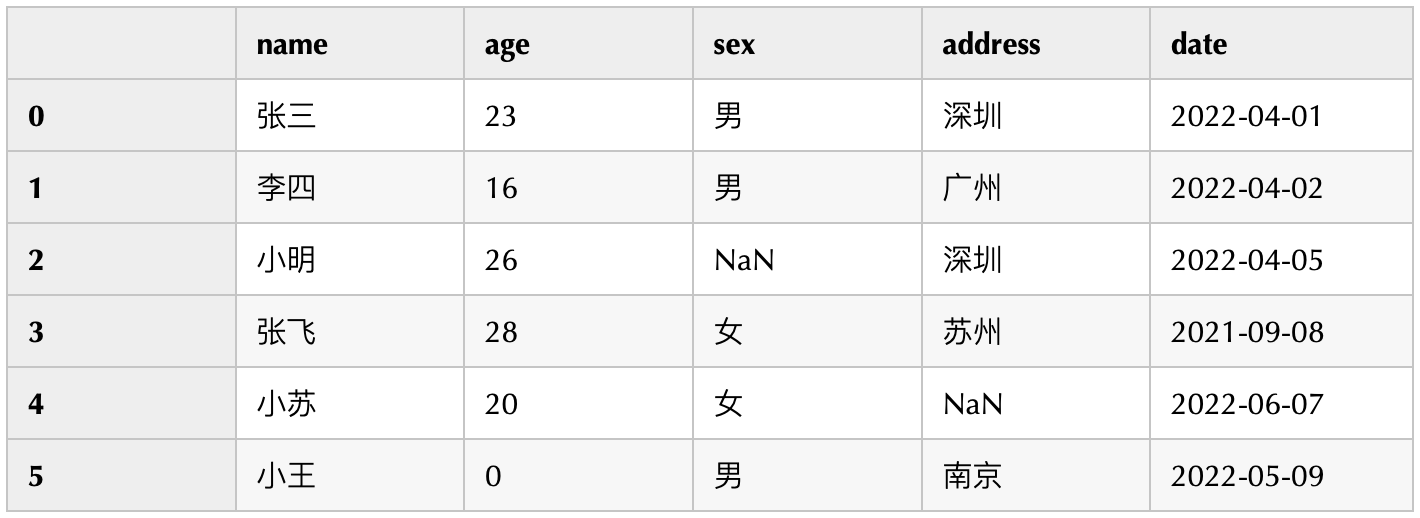 name age sex address date
0 张三 23 男 深圳 2022-04-01
1 李四 16 男 广州 2022-04-02
2 小明 26 NaN 深圳 2022-04-05
3 张飞 28 女 苏州 2021-09-08
4 小苏 20 女 NaN 2022-06-07
5 小王 0 男 南京 2022-05-09